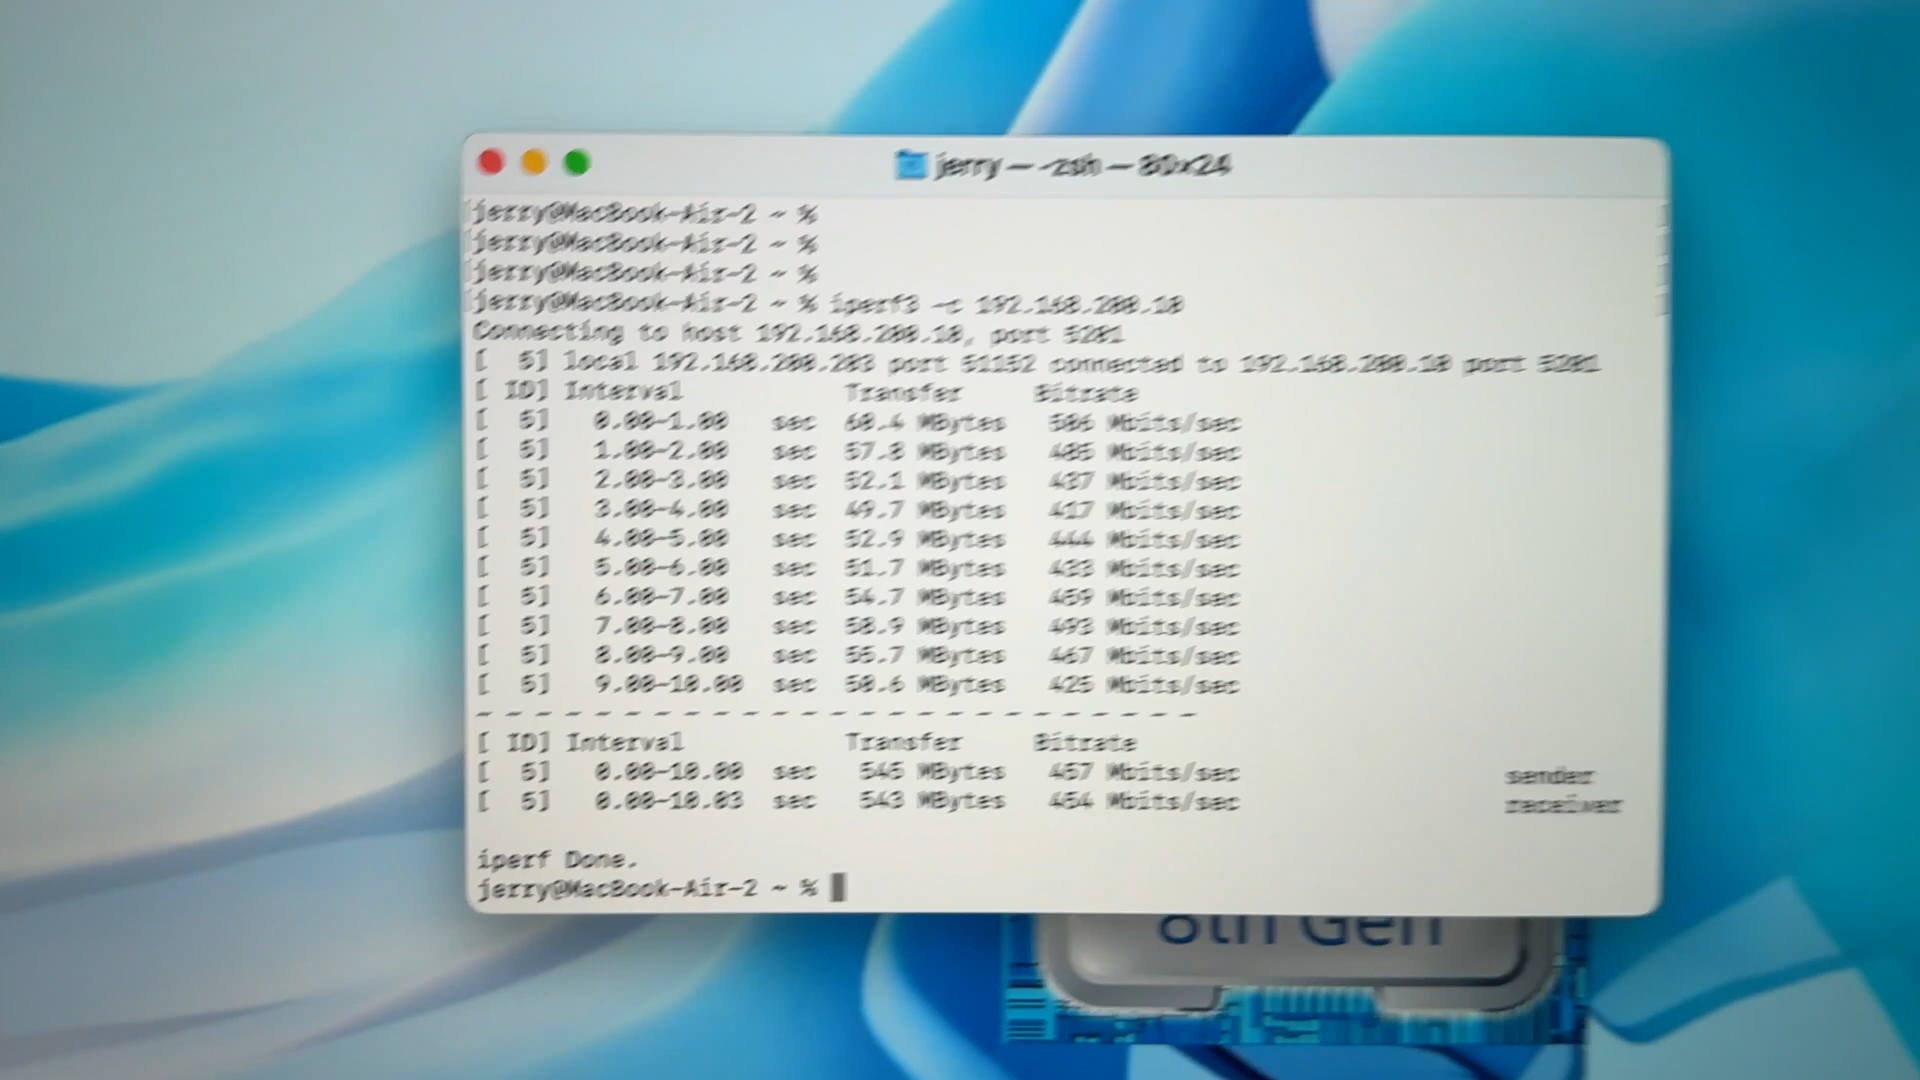 jerry — -zsh — 80x24
jerry@MacBook-Air-2 ~ %
jerry@MacBook-Air-2 ~ %
jerry@MacBook-Air-2 ~ %
jerry@MacBook-Air-2 ~ % iperf3 -c 192.168.200.10
Connecting to host 192.168.200.10, port 5201
[  5] local 192.168.200.203 port 51152 connected to 192.168.200.10 port 5201
[ ID] Interval           Transfer     Bitrate
[  5]   0.00-1.00   sec  60.4 MBytes   506 Mbits/sec
[  5]   1.00-2.00   sec  57.8 MBytes   485 Mbits/sec
[  5]   2.00-3.00   sec  52.1 MBytes   437 Mbits/sec
[  5]   3.00-4.00   sec  49.7 MBytes   417 Mbits/sec
[  5]   4.00-5.00   sec  52.9 MBytes   444 Mbits/sec
[  5]   5.00-6.00   sec  51.7 MBytes   433 Mbits/sec
[  5]   6.00-7.00   sec  54.7 MBytes   459 Mbits/sec
[  5]   7.00-8.00   sec  58.9 MBytes   493 Mbits/sec
[  5]   8.00-9.00   sec  55.7 MBytes   467 Mbits/sec
[  5]   9.00-10.00  sec  50.6 MBytes   425 Mbits/sec
- - - - - - - - - - - - - - - - - - - - - - - - -
[ ID] Interval           Transfer     Bitrate
[  5]   0.00-10.00  sec   545 MBytes   457 Mbits/sec                  sender
[  5]   0.00-10.03  sec   543 MBytes   454 Mbits/sec                  receiver
iperf Done.
jerry@MacBook-Air-2 ~ %
8th Gen